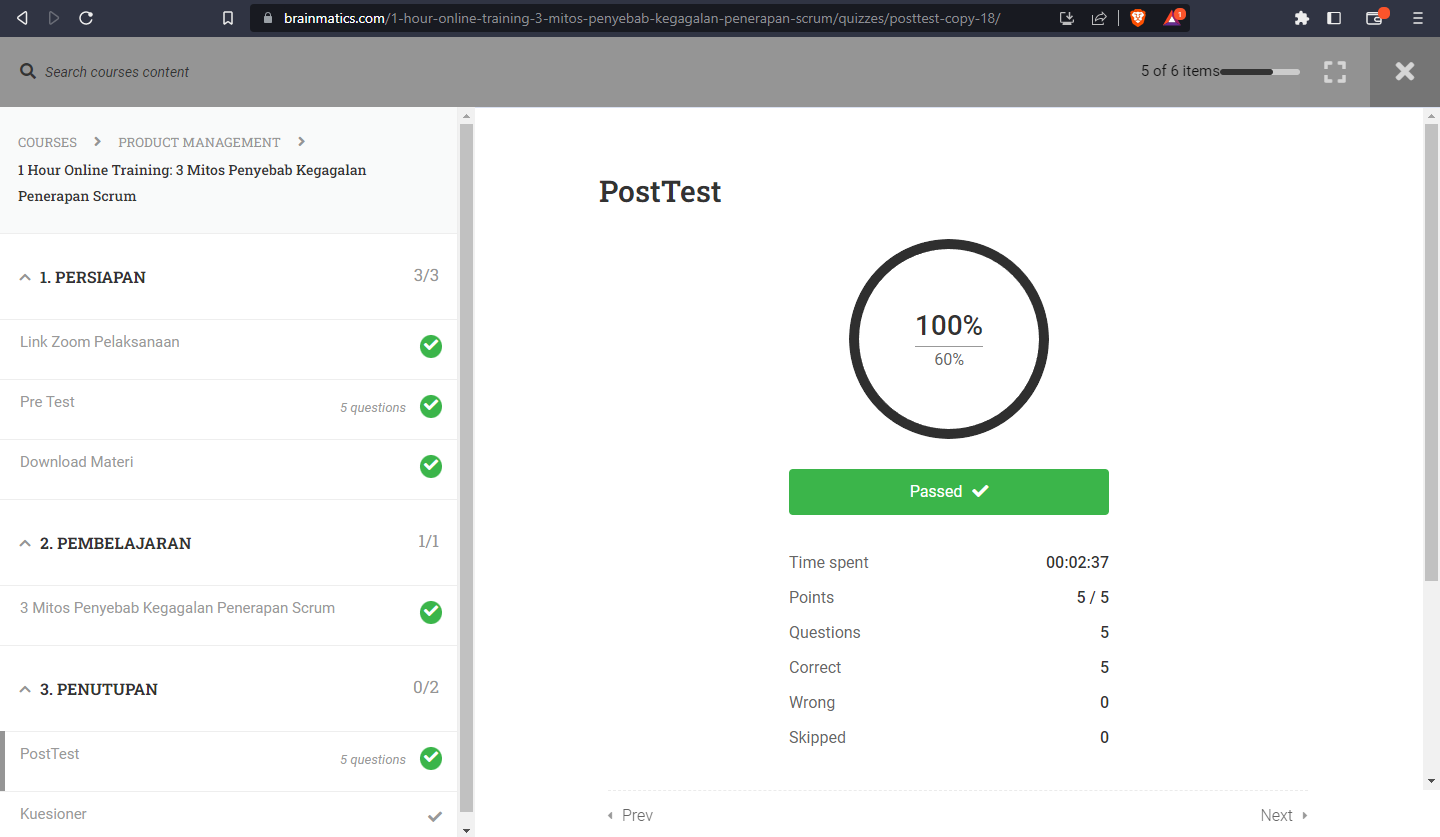 brainmatics.com/1-hour-online-training-3-mitos-penyebab-kegagalan-penerapan-scrum/quizzes/posttest-copy-18/
1
Search courses content
5 of 6 items
COURSES
PRODUCT MANAGEMENT
1 Hour Online Training: 3 Mitos Penyebab Kegagalan
Penerapan Scrum
1. PERSIAPAN
3/3
Link Zoom Pelaksanaan
Pre Test
5 questions
Download Materi
2. PEMBELAJARAN
1/1
3 Mitos Penyebab Kegagalan Penerapan Scrum
3. PENUTUPAN
0/2
PostTest
5 questions
Kuesioner
PostTest
100%
60%
Passed
Time spent 00:02:37
Points 5 / 5
Questions 5
Correct 5
Wrong 0
Skipped 0
Prev
Next